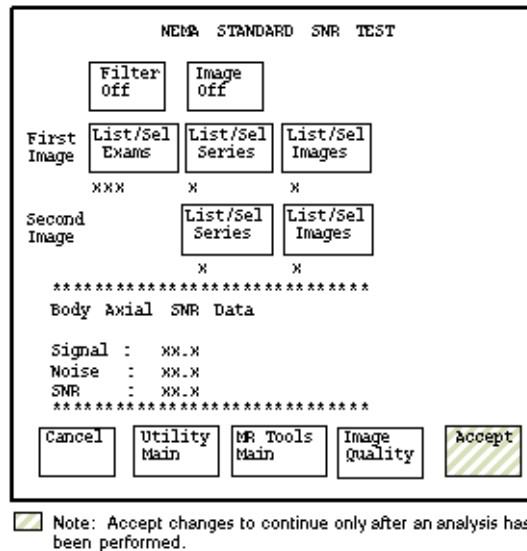 NEMA STANDARD SNR TEST
Filter Off
Image Off
First Image
List/Sel Exams
List/Sel Series
List/Sel Images
xxx x x
Second Image
List/Sel Series
List/Sel Images
x x
*******************************
Body Axial SNR Data
Signal : xx.x
Noise : xx.x
SNR : xx.x
*******************************
Cancel
Utility Main
MR Tools Main
Image Quality
Accept
Note: Accept changes to continue only after an analysis has
been performed.